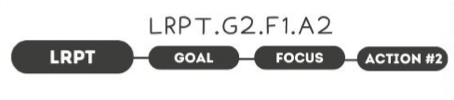 LRPT.G2.F1.A2
LRPT GOAL FOCUS ACTION #2